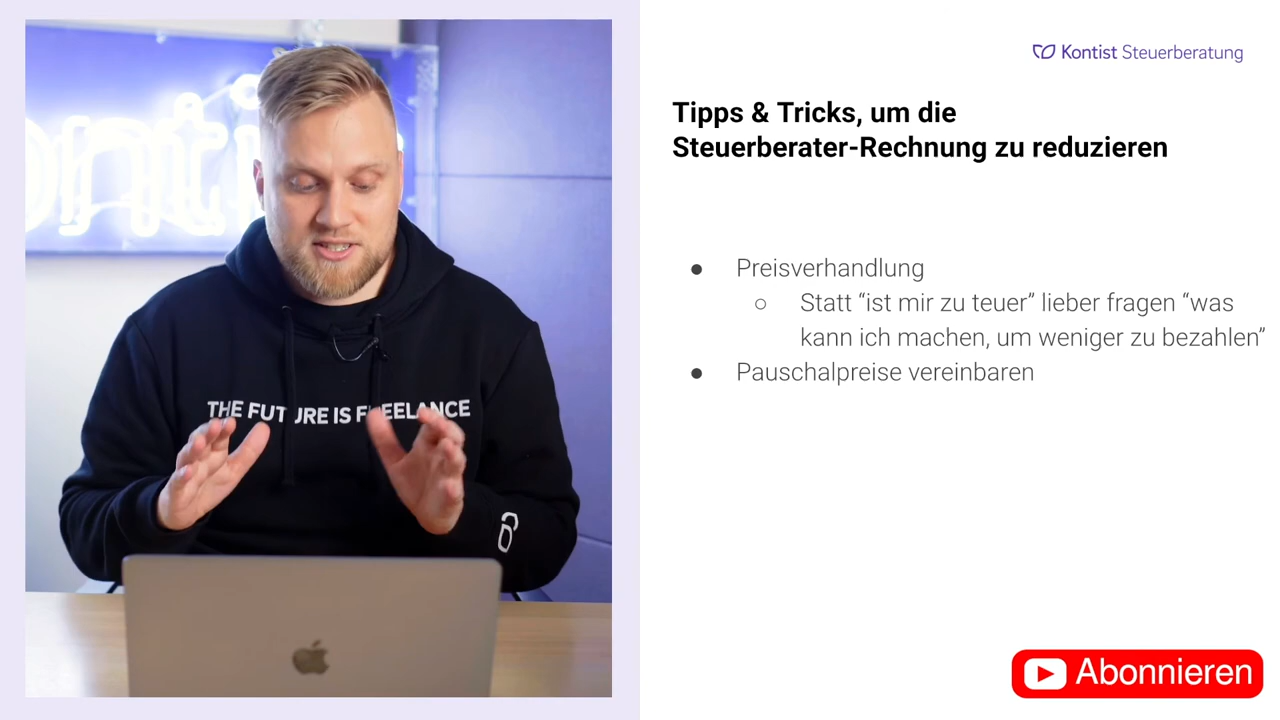 Kontist Steuerberatung
Tipps & Tricks, um die
Steuerberater-Rechnung zu reduzieren
● Preisverhandlung
○ Statt “ist mir zu teuer” lieber fragen “was
kann ich machen, um weniger zu bezahlen”
● Pauschalpreise vereinbaren
THE FUTURE IS FREELANCE
Abonnieren